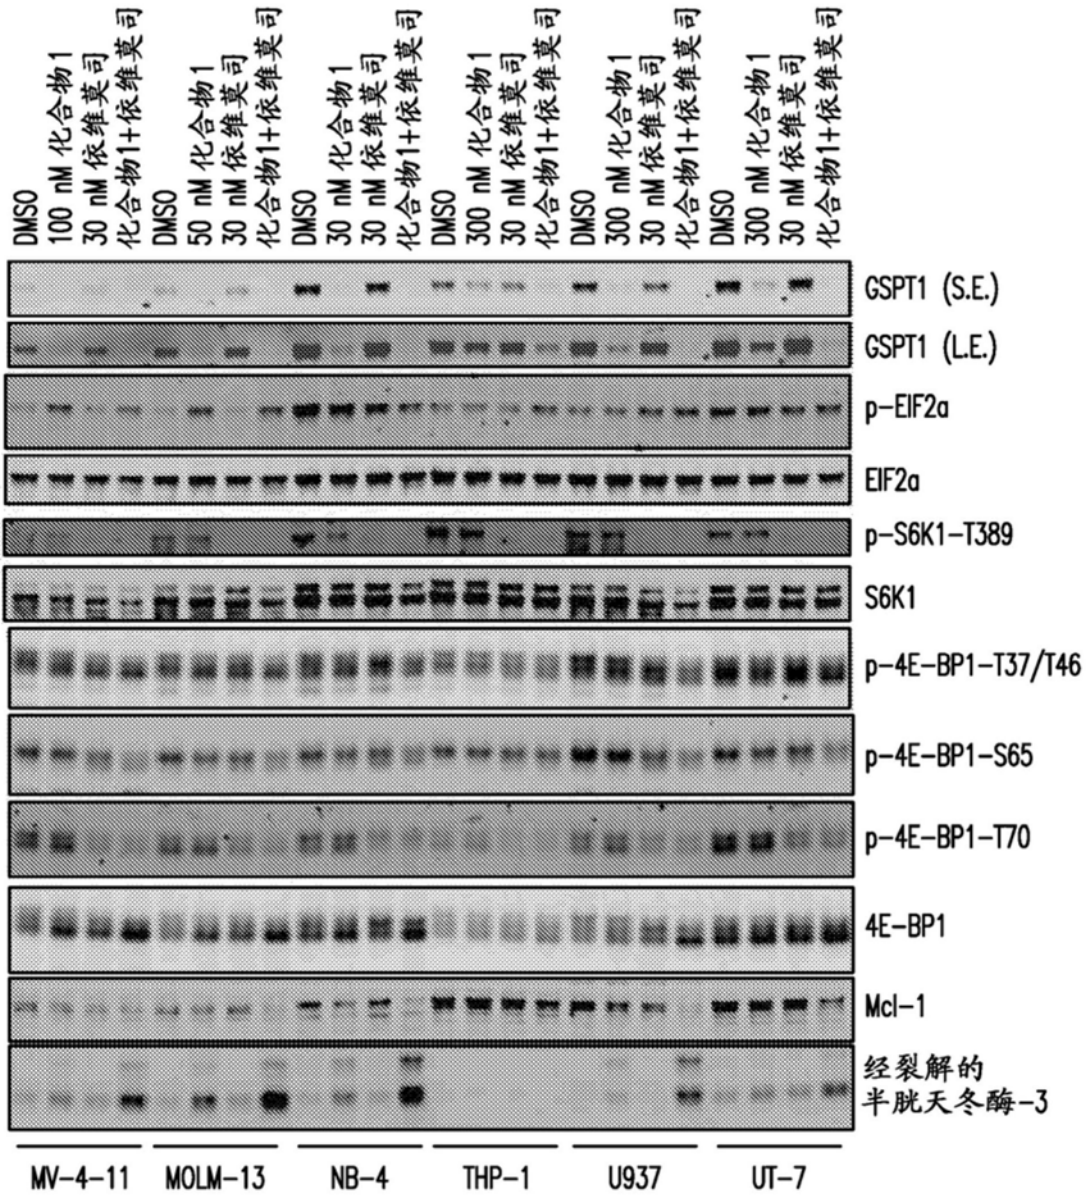 DMSO
100 nM 化合物1
30 nM 依维莫司
化合物1+依维莫司
DMSO
50 nM 化合物1
30 nM 依维莫司
化合物1+依维莫司
DMSO
30 nM 化合物1
30 nM 依维莫司
化合物1+依维莫司
DMSO
300 nM 化合物1
30 nM 依维莫司
化合物1+依维莫司
DMSO
300 nM 化合物1
30 nM 依维莫司
化合物1+依维莫司
DMSO
300 nM 化合物1
30 nM 依维莫司
化合物1+依维莫司
GSPT1 (S.E.)
GSPT1 (L.E.)
p-EIF2a
EIF2a
p-S6K1-T389
S6K1
p-4E-BP1-T37/T46
p-4E-BP1-S65
p-4E-BP1-T70
4E-BP1
Mcl-1
经裂解的
半胱天冬酶-3
MV-4-11
MOLM-13
NB-4
THP-1
U937
UT-7